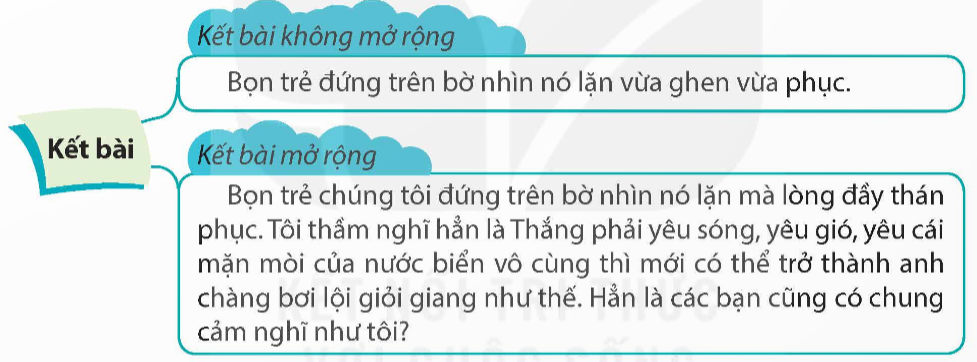 Kết bài không mở rộng
Bọn trẻ đứng trên bờ nhìn nó lặn vừa ghen vừa phục.
Kết bài
Kết bài mở rộng
Bọn trẻ chúng tôi đứng trên bờ nhìn nó lặn mà lòng đầy thán
phục. Tôi thầm nghĩ hẳn là Thắng phải yêu sóng, yêu gió, yêu cái
mặn mòi của nước biển vô cùng thì mới có thể trở thành anh
chàng bơi lội giỏi giang như thế. Hẳn là các bạn cũng có chung
cảm nghĩ như tôi?
KẾT NỐI TRI THỨC